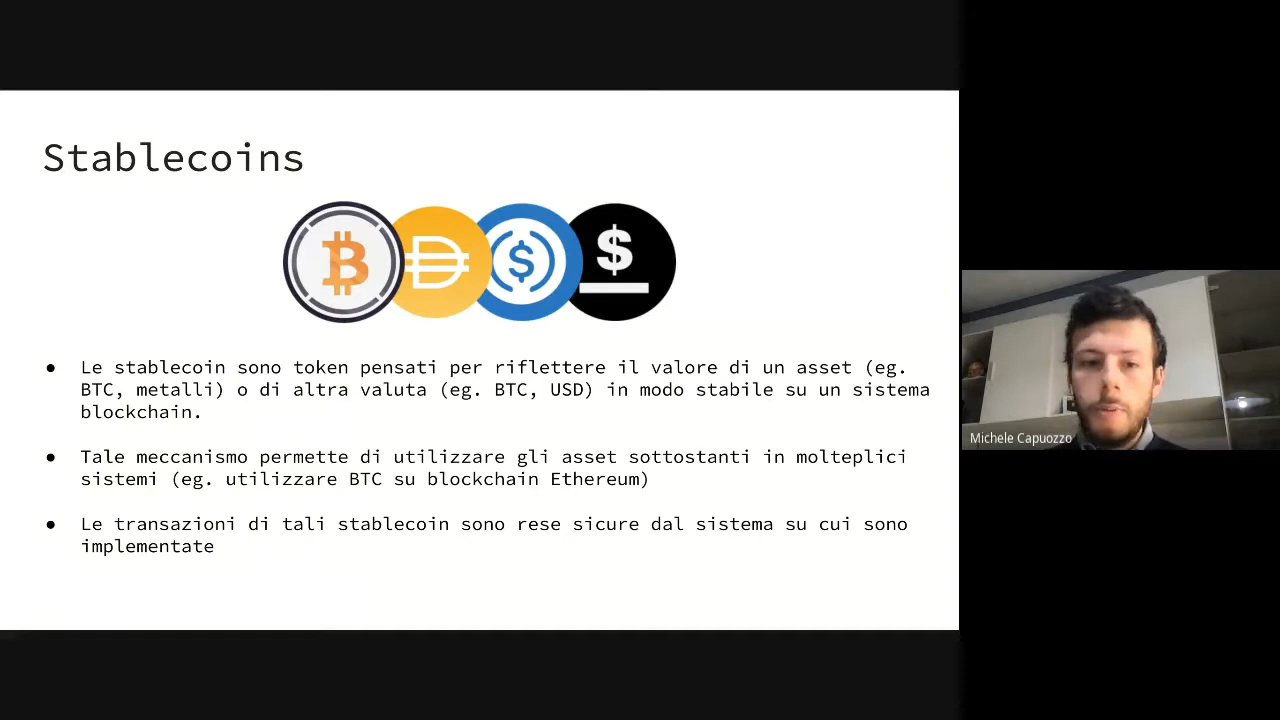 Stablecoins
● Le stablecoin sono token pensati per riflettere il valore di un asset (eg.
BTC, metalli) o di altra valuta (eg. BTC, USD) in modo stabile su un sistema
blockchain.
● Tale meccanismo permette di utilizzare gli asset sottostanti in molteplici
sistemi (eg. utilizzare BTC su blockchain Ethereum)
● Le transazioni di tali stablecoin sono rese sicure dal sistema su cui sono
implementate
Michele Capuozzo